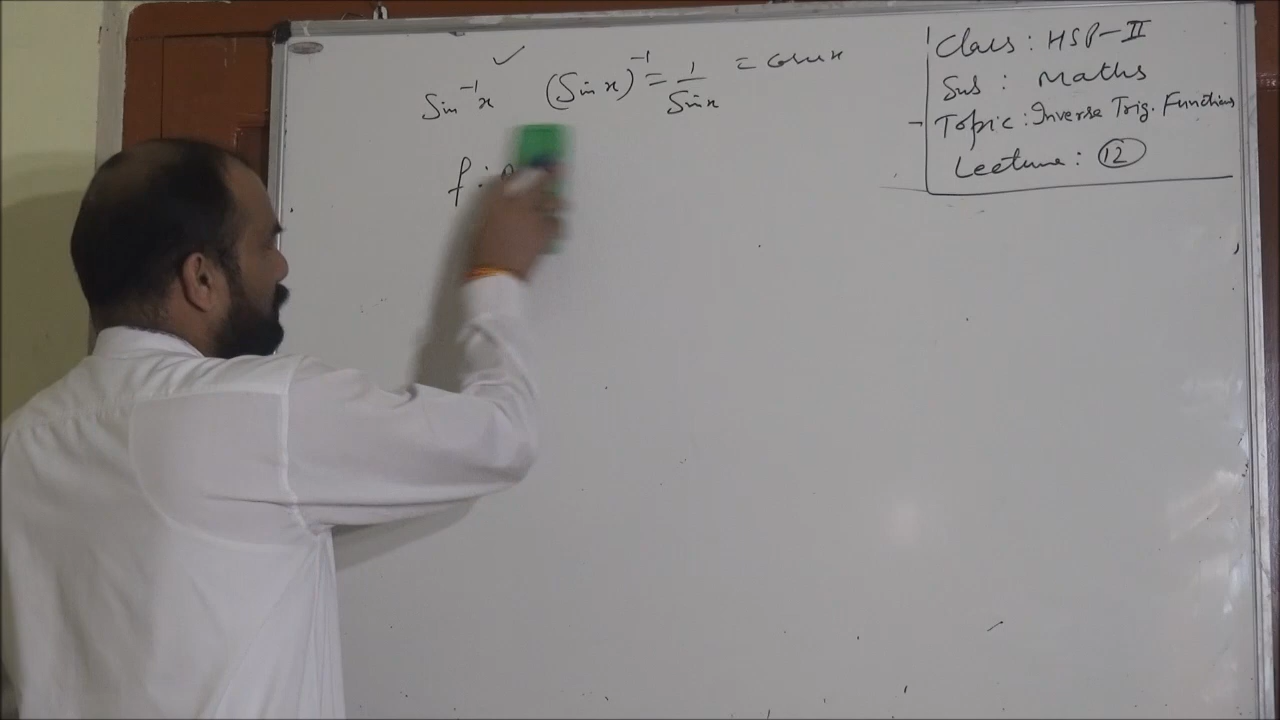 Sin⁻¹x ✓ (Sin x)⁻¹ = 1/Sin x = cosec x
f :
Class : HSP-II
Sub : Maths
Topic : Inverse Trig. Functions
Lecture : 12